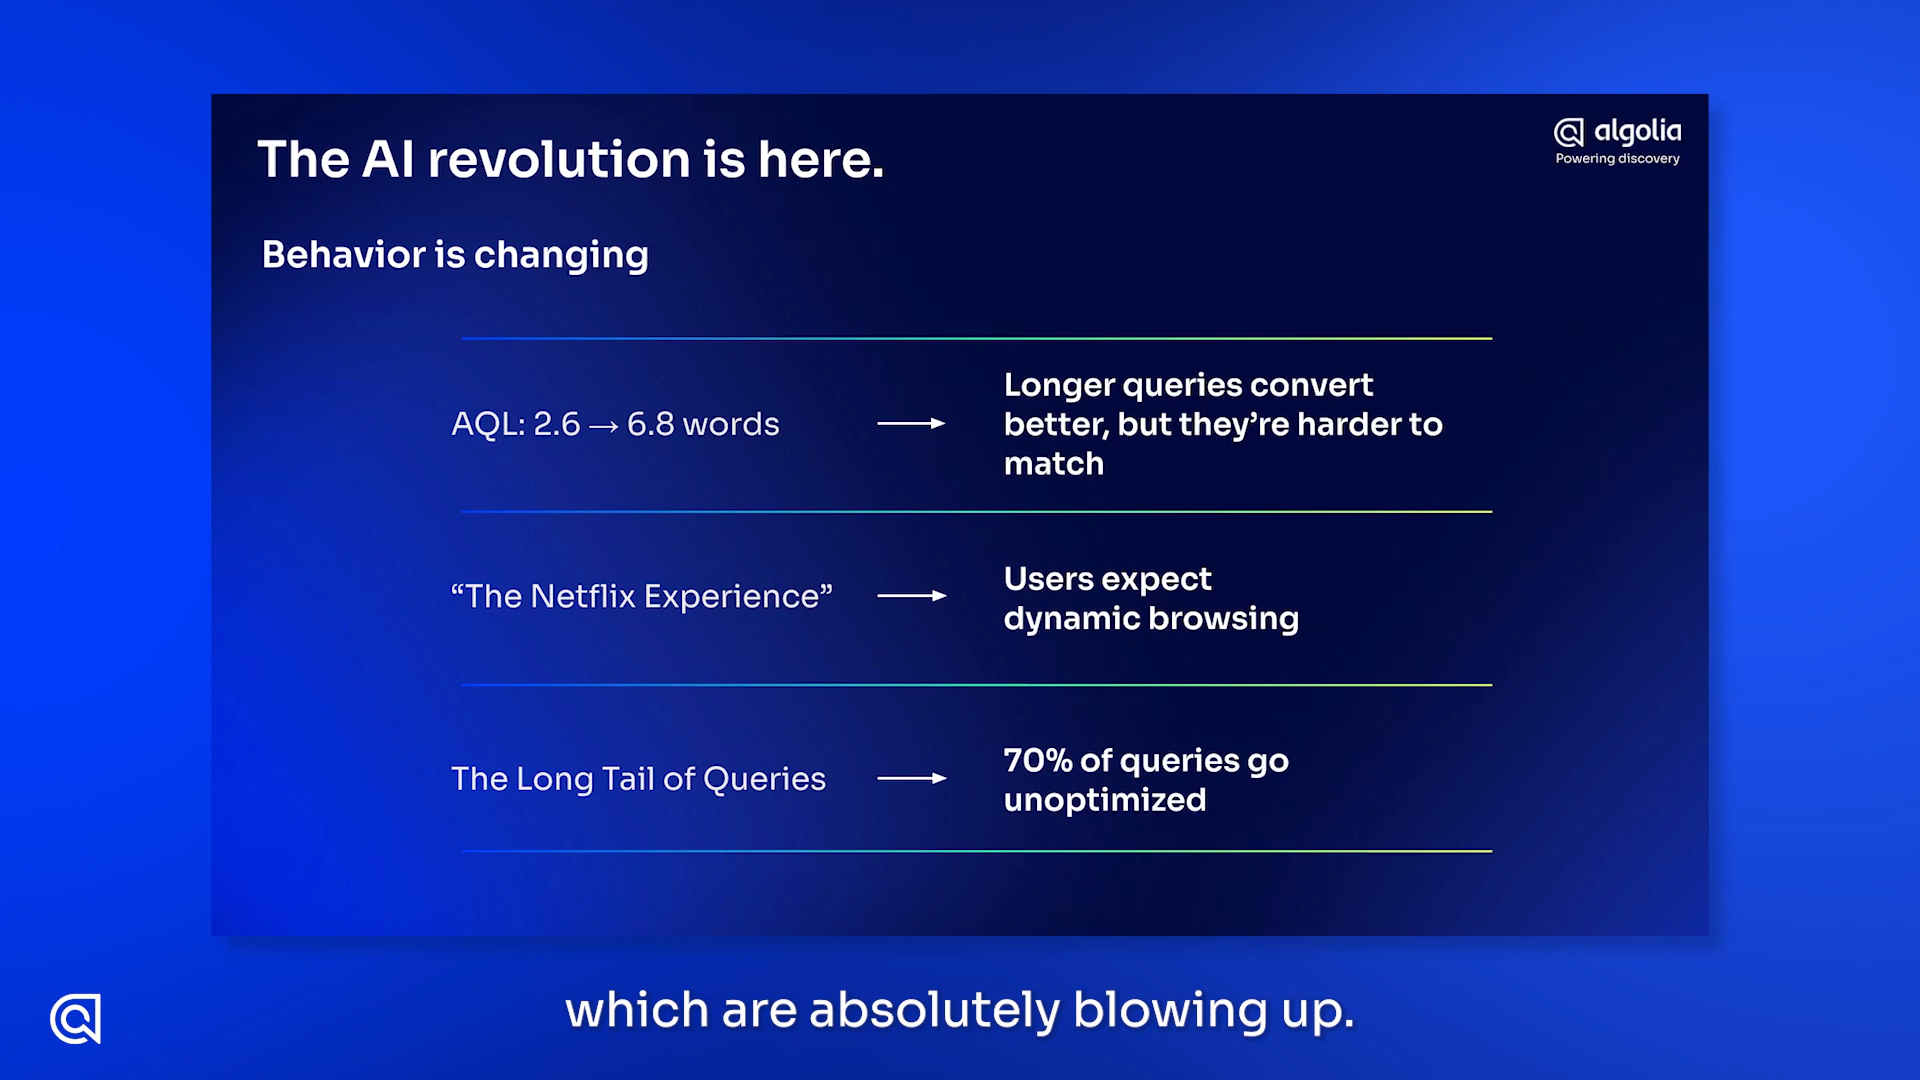 The AI revolution is here.
algolia
Powering discovery
Behavior is changing
AQL: 2.6 → 6.8 words
Longer queries convert
better, but they’re harder to
match
“The Netflix Experience”
Users expect
dynamic browsing
The Long Tail of Queries
70% of queries go
unoptimized
which are absolutely blowing up.